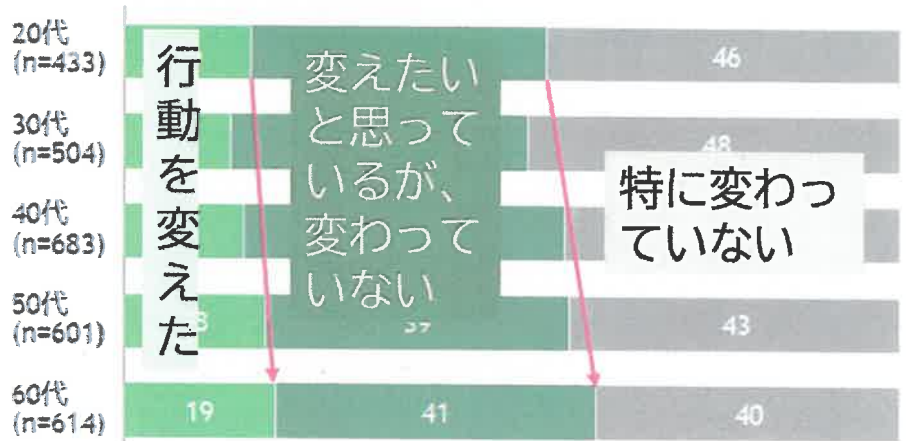 20代
(n=433)
46
30代
(n=504)
48
40代
(n=683)
50代
(n=601)
43
60代
(n=614)
19
41
40
行動を変えた
変えたい
と思って
いるが、
変わって
いない
特に変わっ
ていない